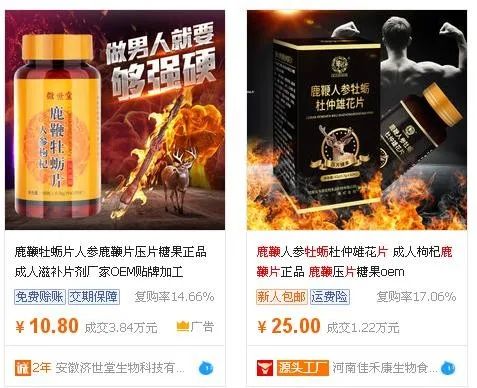 做男人就要
够强硬
徽世堂
鹿鞭牡蛎片
人参枸杞
鹿鞭牡蛎片人参鹿鞭片压片糖果正品
成人滋补片剂厂家OEM贴牌加工
免费赊账 交期保障 复购率14.66%
¥ 10.80 成交3.84万元 广告
诚 2年 安徽济世堂生物科技有...
鹿鞭人参牡蛎
杜仲雄花片
鹿鞭人参牡蛎杜仲雄花片 成人枸杞鹿
鞭片正品 鹿鞭压片糖果oem
新人包邮 运费险 复购率17.06%
¥ 25.00 成交1.22万元
源头工厂 河南佳禾康生物食...